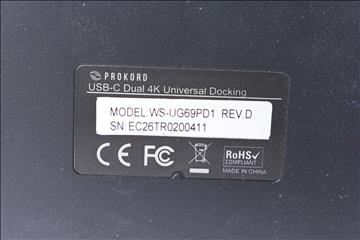 PROKORD
USB-C Dual 4K Universal Docking
MODEL:WS-UG69PD1 REV.D
SN:EC26TR0200411
CE FC RoHS
COMPLIANT
MADE IN CHINA